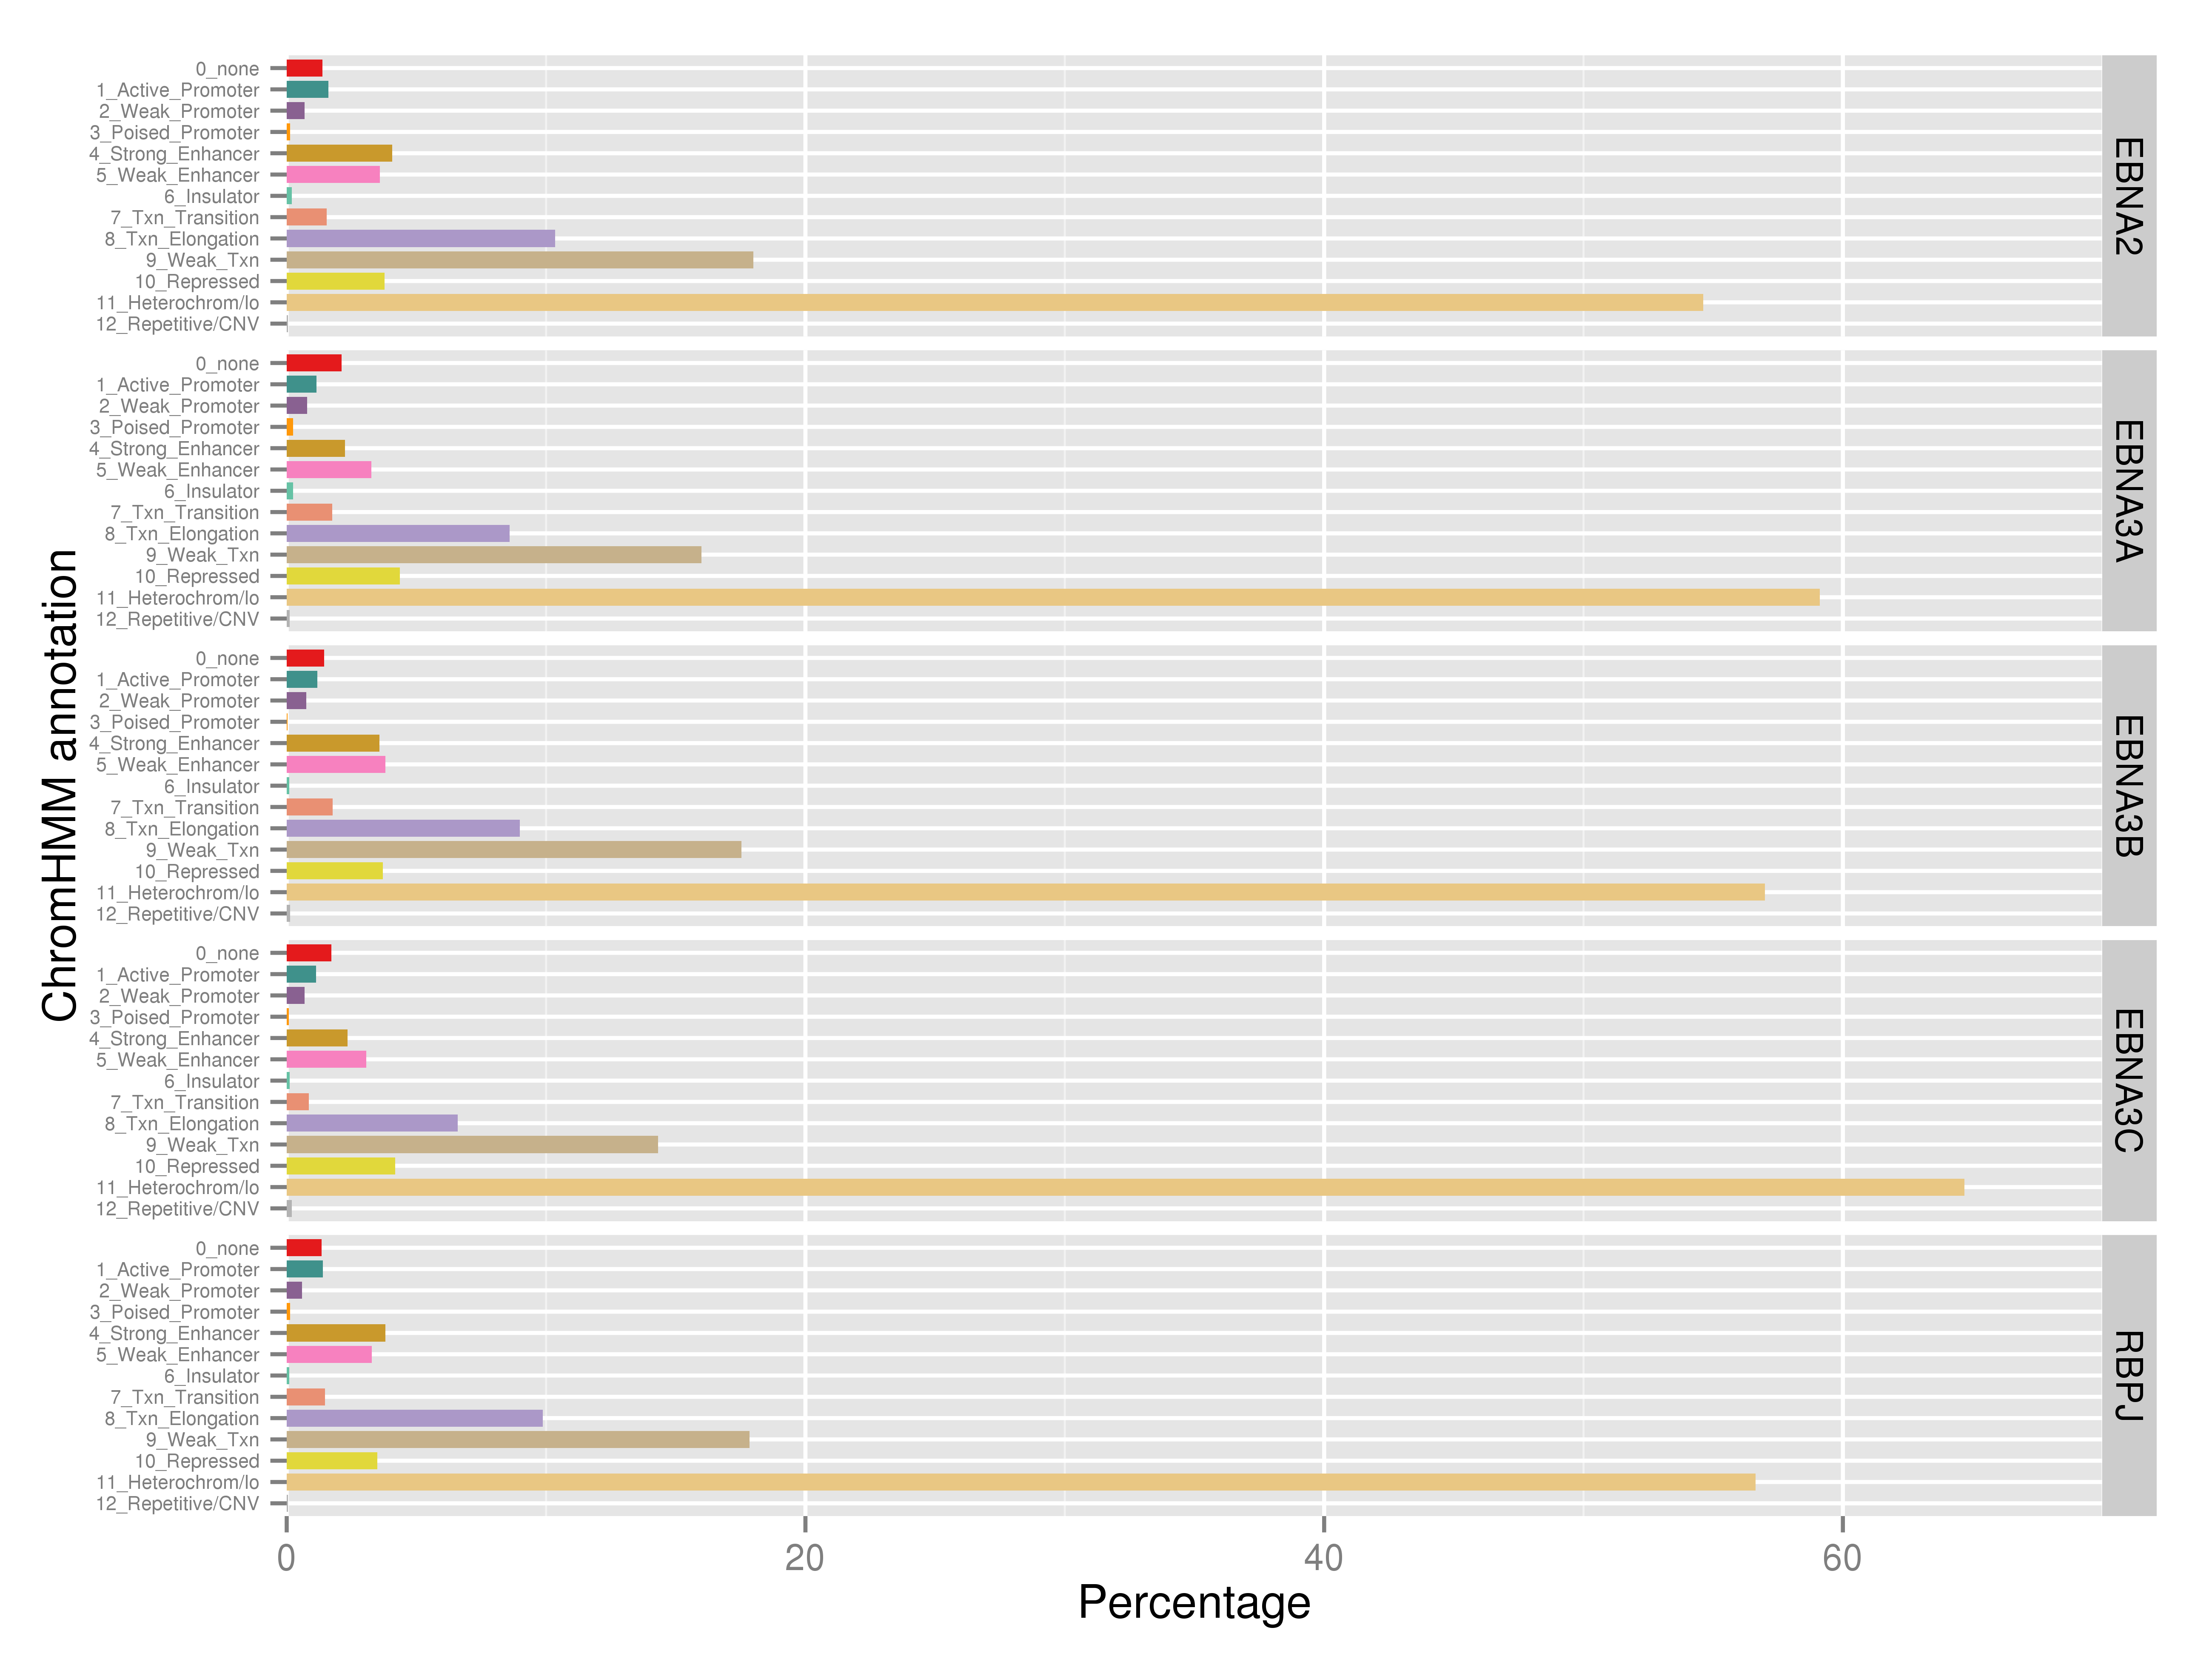 0_none
1_Active_Promoter
2_Weak_Promoter
3_Poised_Promoter
4_Strong_Enhancer
5_Weak_Enhancer
6_Insulator
7_Txn_Transition
8_Txn_Elongation
9_Weak_Txn
10_Repressed
11_Heterochrom/lo
12_Repetitive/CNV
EBNA2
0_none
1_Active_Promoter
2_Weak_Promoter
3_Poised_Promoter
4_Strong_Enhancer
5_Weak_Enhancer
6_Insulator
7_Txn_Transition
8_Txn_Elongation
9_Weak_Txn
10_Repressed
11_Heterochrom/lo
12_Repetitive/CNV
EBNA3A
0_none
1_Active_Promoter
2_Weak_Promoter
3_Poised_Promoter
4_Strong_Enhancer
5_Weak_Enhancer
6_Insulator
7_Txn_Transition
8_Txn_Elongation
9_Weak_Txn
10_Repressed
11_Heterochrom/lo
12_Repetitive/CNV
EBNA3B
0_none
1_Active_Promoter
2_Weak_Promoter
3_Poised_Promoter
4_Strong_Enhancer
5_Weak_Enhancer
6_Insulator
7_Txn_Transition
8_Txn_Elongation
9_Weak_Txn
10_Repressed
11_Heterochrom/lo
12_Repetitive/CNV
EBNA3C
0_none
1_Active_Promoter
2_Weak_Promoter
3_Poised_Promoter
4_Strong_Enhancer
5_Weak_Enhancer
6_Insulator
7_Txn_Transition
8_Txn_Elongation
9_Weak_Txn
10_Repressed
11_Heterochrom/lo
12_Repetitive/CNV
RBPJ
ChromHMM annotation
0 20 40 60
Percentage